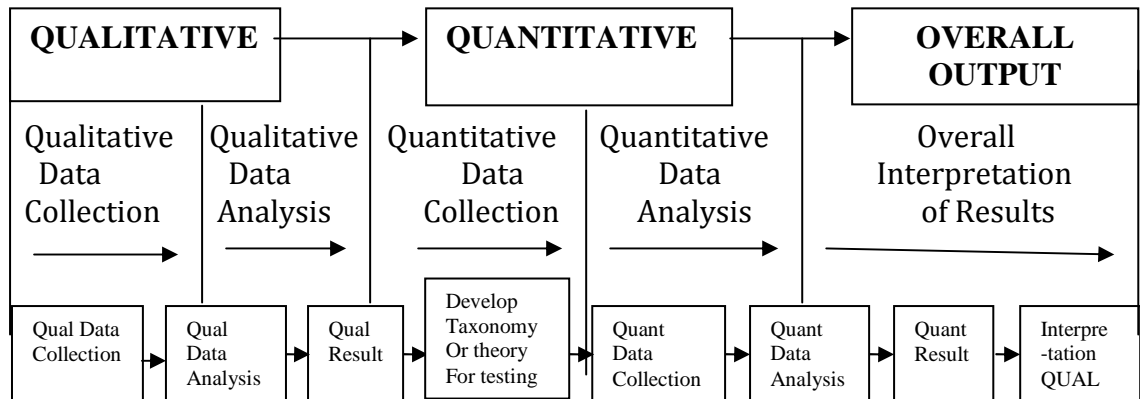 QUALITATIVE
QUANTITATIVE
OVERALL
OUTPUT
Qualitative
Data
Collection
Qualitative
Data
Analysis
Quantitative
Data
Collection
Quantitative
Data
Analysis
Overall
Interpretation
of Results
Qual Data
Collection
Qual
Data
Analysis
Qual
Result
Develop
Taxonomy
Or theory
For testing
Quant
Data
Collection
Quant
Data
Analysis
Quant
Result
Interpre
-tation
QUAL